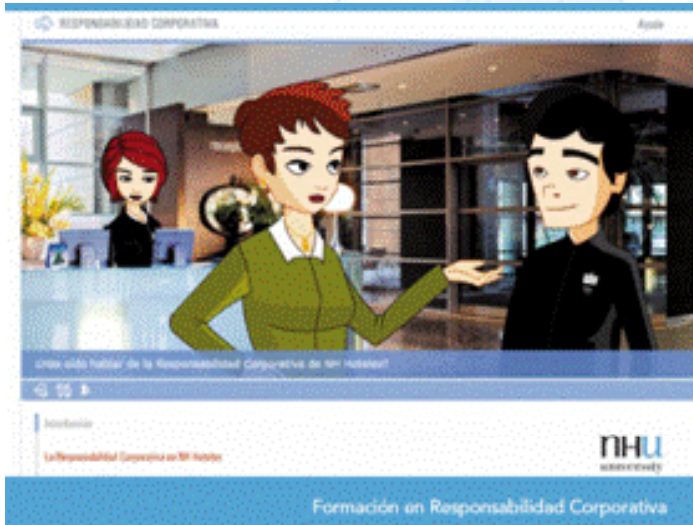 RESPONSABILIDAD CORPORATIVA
Ayuda
¿Has oído hablar de la Responsabilidad Corporativa de NH Hoteles?
Introducción
La Responsabilidad Corporativa en NH Hoteles
nhu
university
Formación en Responsabilidad Corporativa